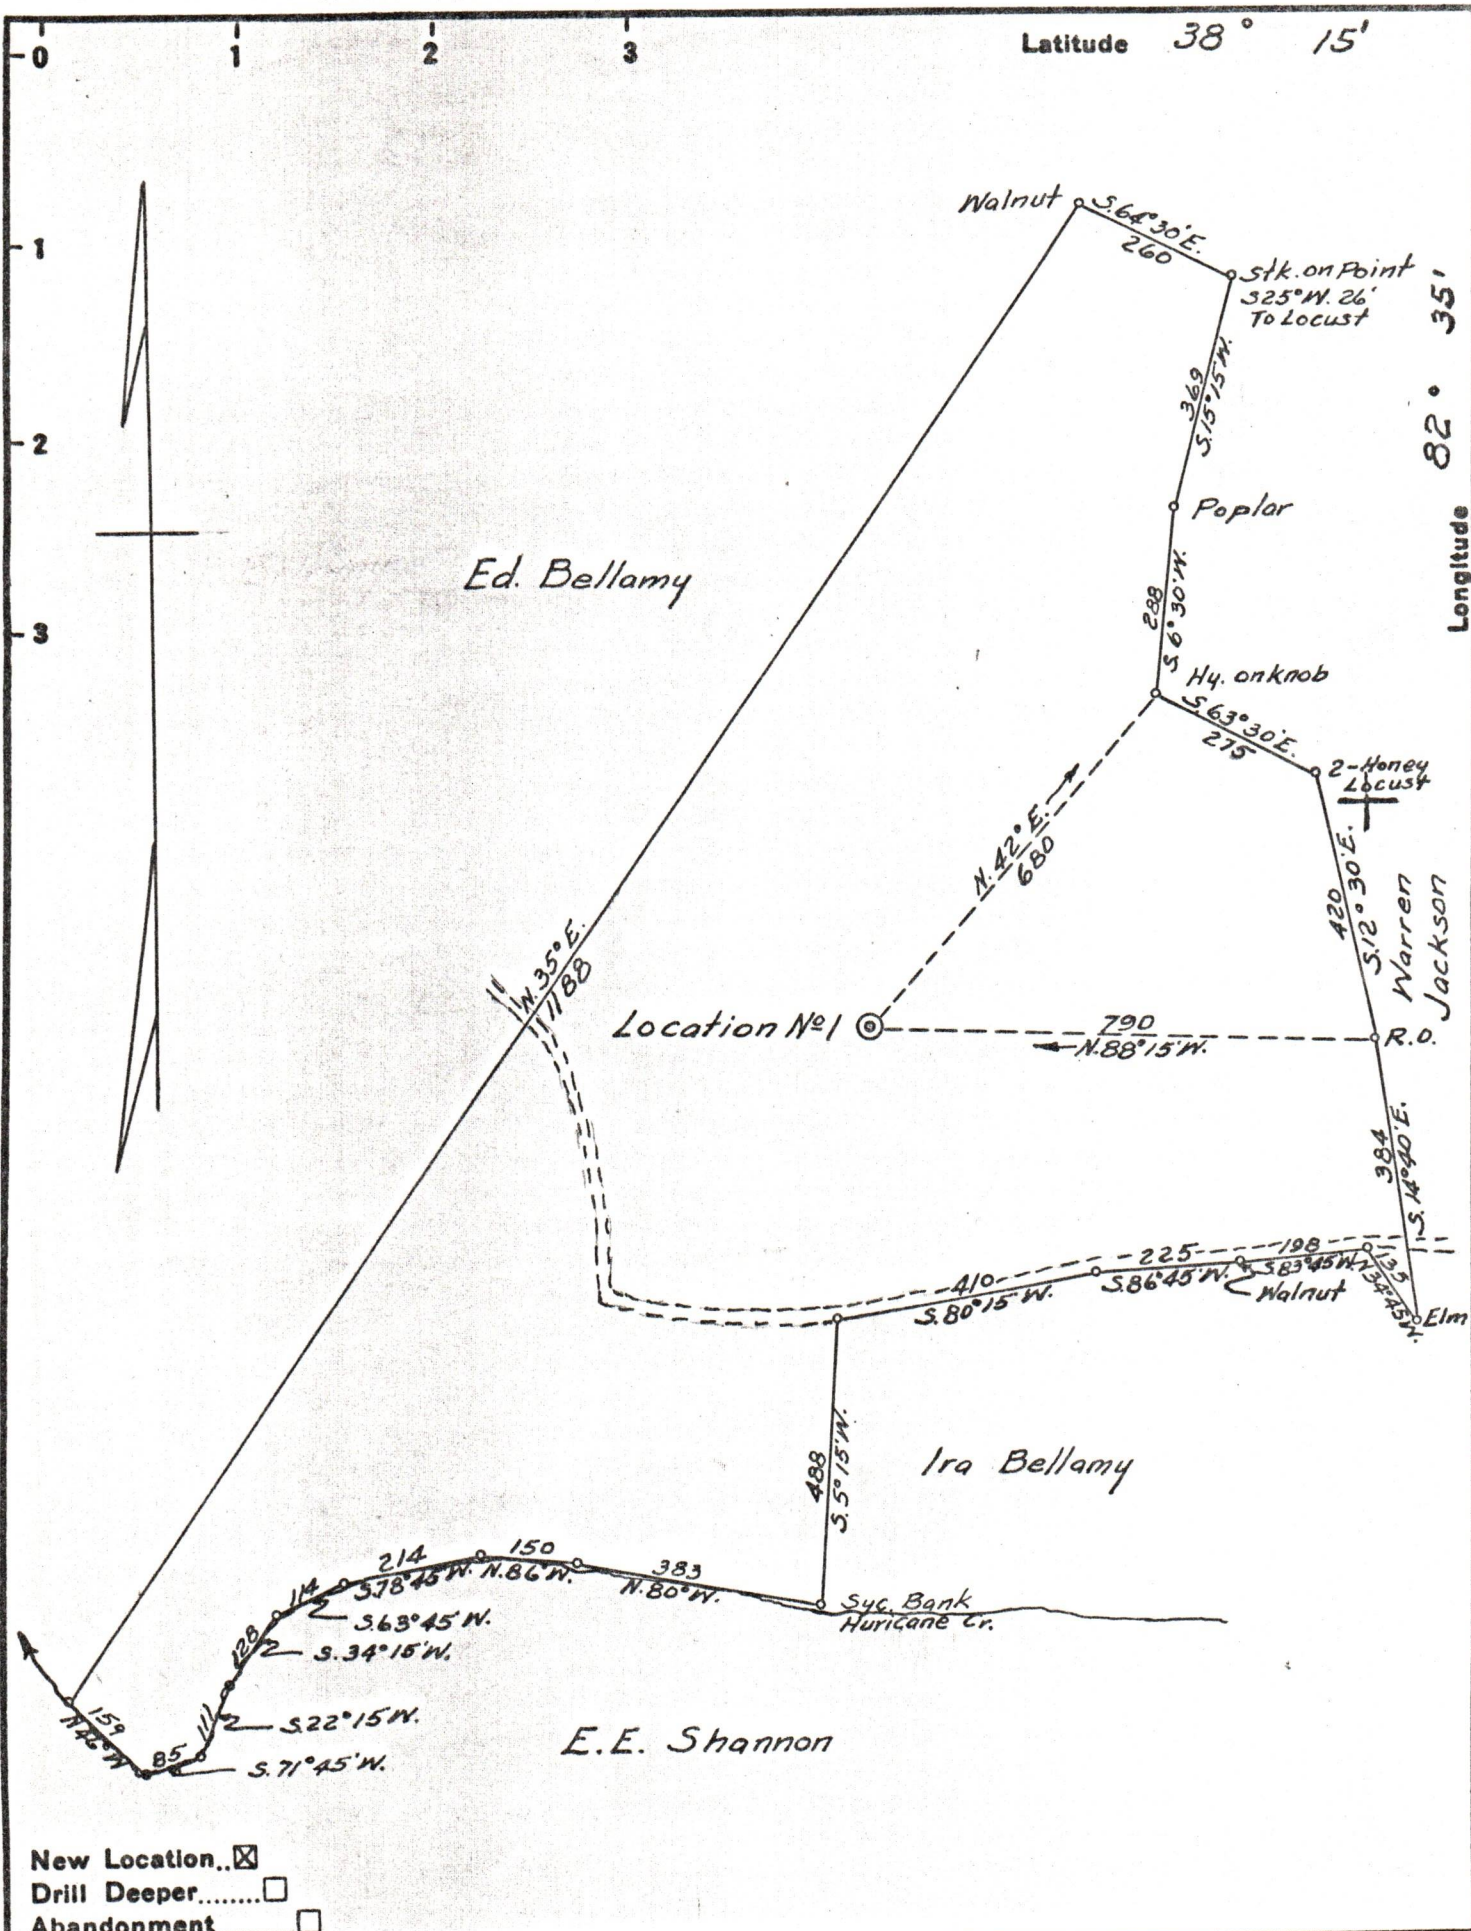 0 1 2 3
Latitude 38° 15'
1
2
3
Longitude 82° 35'
Walnut
S.64°30'E.
260
Stk. on Point
S25°W. 26'
To Locust
369
S.15°15'W.
Poplar
Ed. Bellamy
288
S.6°30'W.
Hy. on knob
S.63°30'E.
275
2-Honey
Locust
N.42°E.
680
420
S.12°30'E.
Warren
Jackson
N.35°E.
1188
Location No1
790
N.88°15'W.
R.O.
384
S.14°40'E.
410
S.80°15'W.
225
S.86°45'W.
198
S.83°45'W.
Walnut
135
34°45'W.
Elm
488
S.5°15'W.
Ira Bellamy
214
S.78°45'W.
150
N.86°W.
383
N.80°W.
Syc. Bank
Huricane Cr.
114
S.63°45'W.
128
S.34°15'W.
111
S.22°15'W.
85
S.71°45'W.
159
N46°W
E.E. Shannon
New Location..☒
Drill Deeper........☐
Abandonment ☐